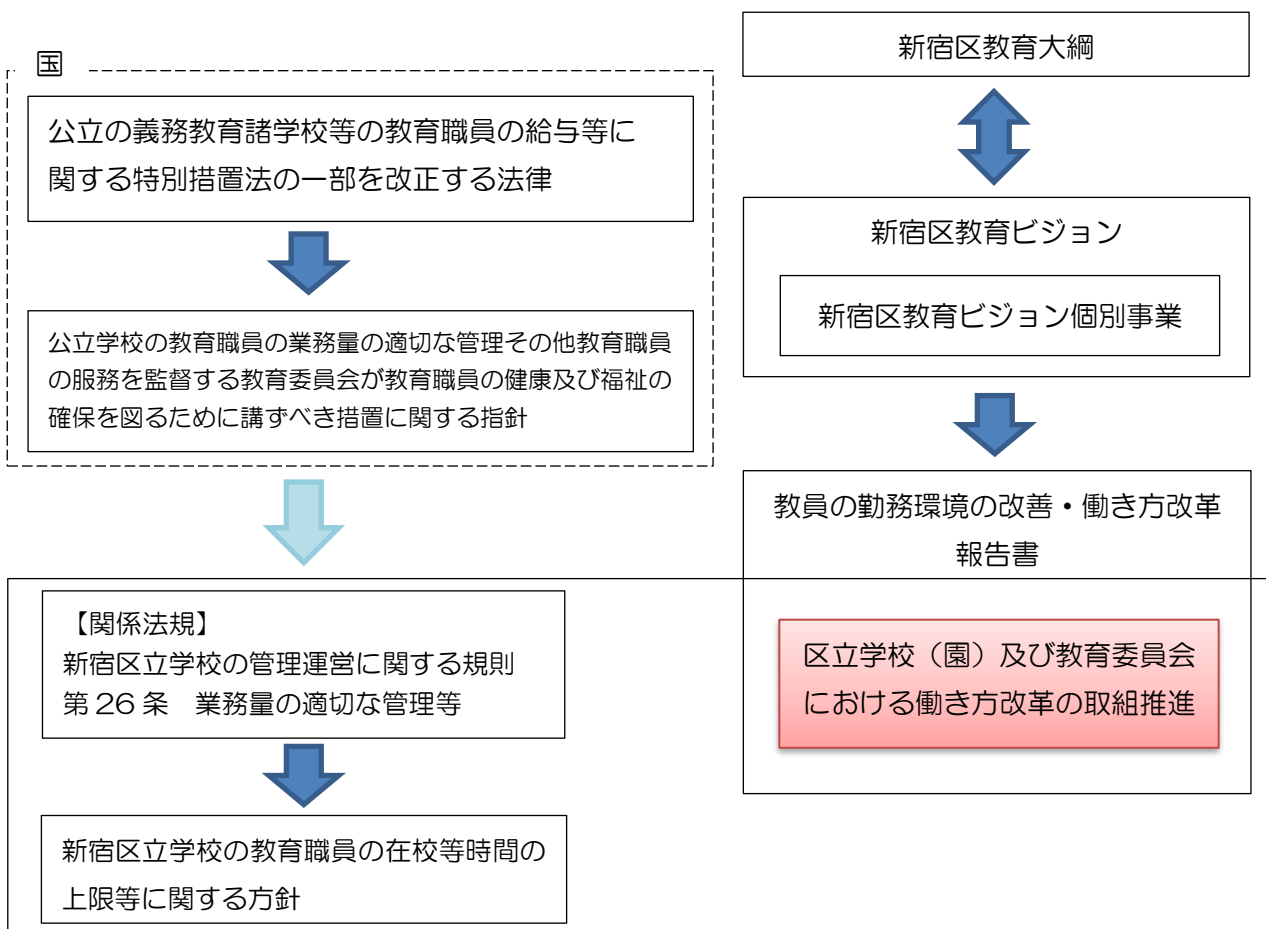 国
公立の義務教育諸学校等の教育職員の給与等に
関する特別措置法の一部を改正する法律
公立学校の教育職員の業務量の適切な管理その他教育職員
の服務を監督する教育委員会が教育職員の健康及び福祉の
確保を図るために講ずべき措置に関する指針
【関係法規】
新宿区立学校の管理運営に関する規則
第 26 条　業務量の適切な管理等
新宿区立学校の教育職員の在校等時間の
上限等に関する方針
新宿区教育大綱
新宿区教育ビジョン
新宿区教育ビジョン個別事業
教員の勤務環境の改善・働き方改革
報告書
区立学校（園）及び教育委員会
における働き方改革の取組推進